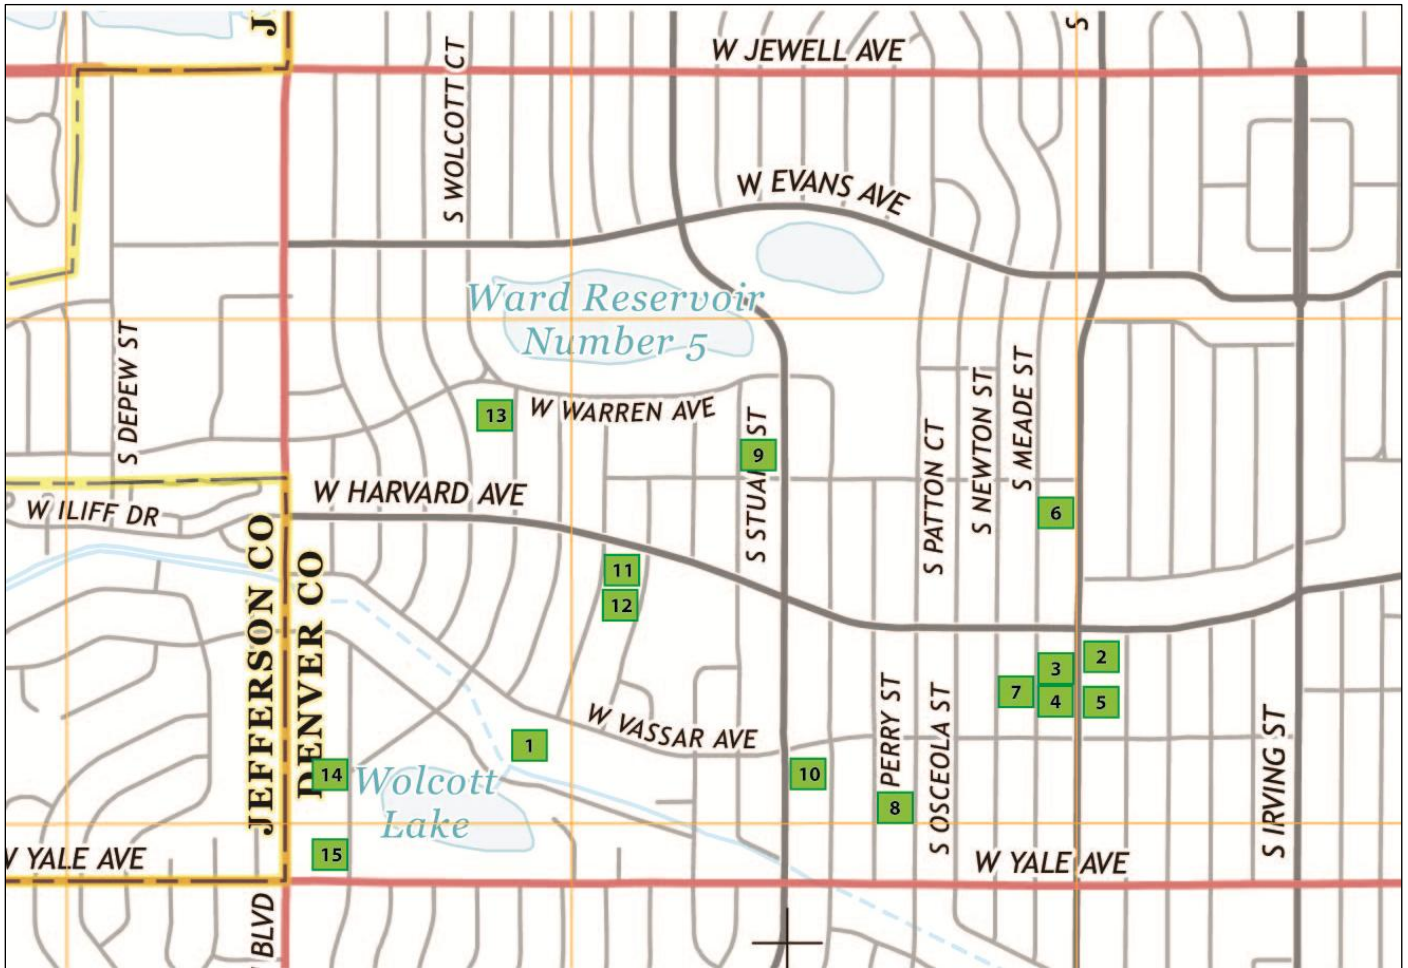 J
S
W JEWELL AVE
S WOLCOTT CT
W EVANS AVE
Ward Reservoir
Number 5
S DEPEW ST
13
W WARREN AVE
9
S STUA ST
S PATTON CT
S NEWTON ST
S MEADE ST
W HARVARD AVE
W ILIFF DR
6
11
12
JEFFERSON CO
DENVER CO
2
3
7
4
5
PERRY ST
S OSCEOLA ST
S IRVING ST
W VASSAR AVE
1
10
14
Wolcott
Lake
8
15
W YALE AVE
W YALE AVE
BLVD